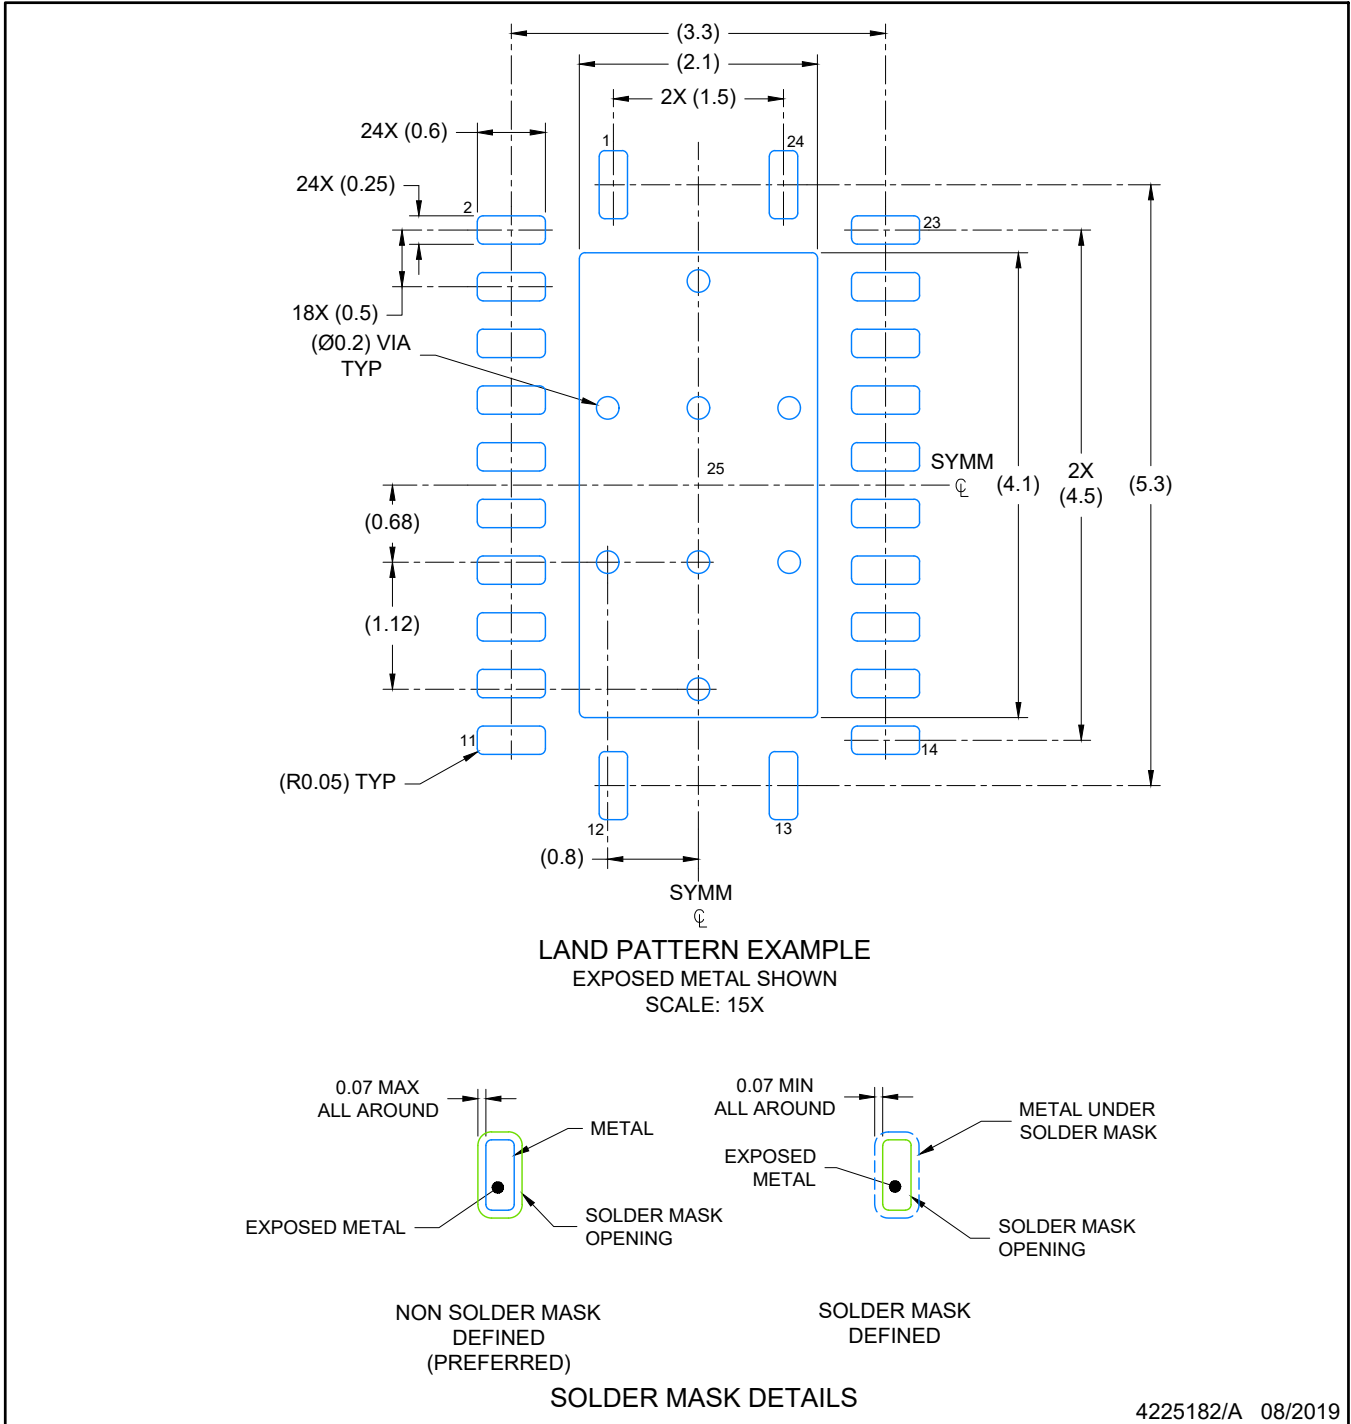 (3.3)
(2.1)
2X (1.5)
24X (0.6)
1
24
24X (0.25)
2
23
18X (0.5)
(Ø0.2) VIA
TYP
25
SYMM
℄
(4.1)
2X
(4.5)
(5.3)
(0.68)
(1.12)
11
14
(R0.05) TYP
12
13
(0.8)
SYMM
℄
LAND PATTERN EXAMPLE
EXPOSED METAL SHOWN
SCALE: 15X
0.07 MAX
ALL AROUND
METAL
EXPOSED METAL
SOLDER MASK
OPENING
NON SOLDER MASK
DEFINED
(PREFERRED)
0.07 MIN
ALL AROUND
METAL UNDER
SOLDER MASK
EXPOSED
METAL
SOLDER MASK
OPENING
SOLDER MASK
DEFINED
SOLDER MASK DETAILS
4225182/A 08/2019